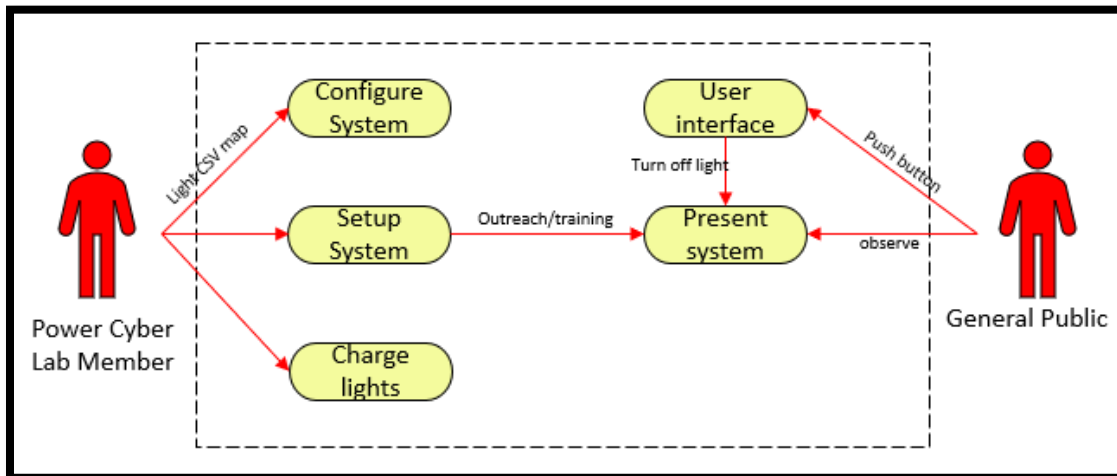 Configure
System
User
interface
Light CSV map
Push button
Turn off light
Setup
System
Outreach/training
Present
system
observe
Power Cyber
Lab Member
General Public
Charge
lights